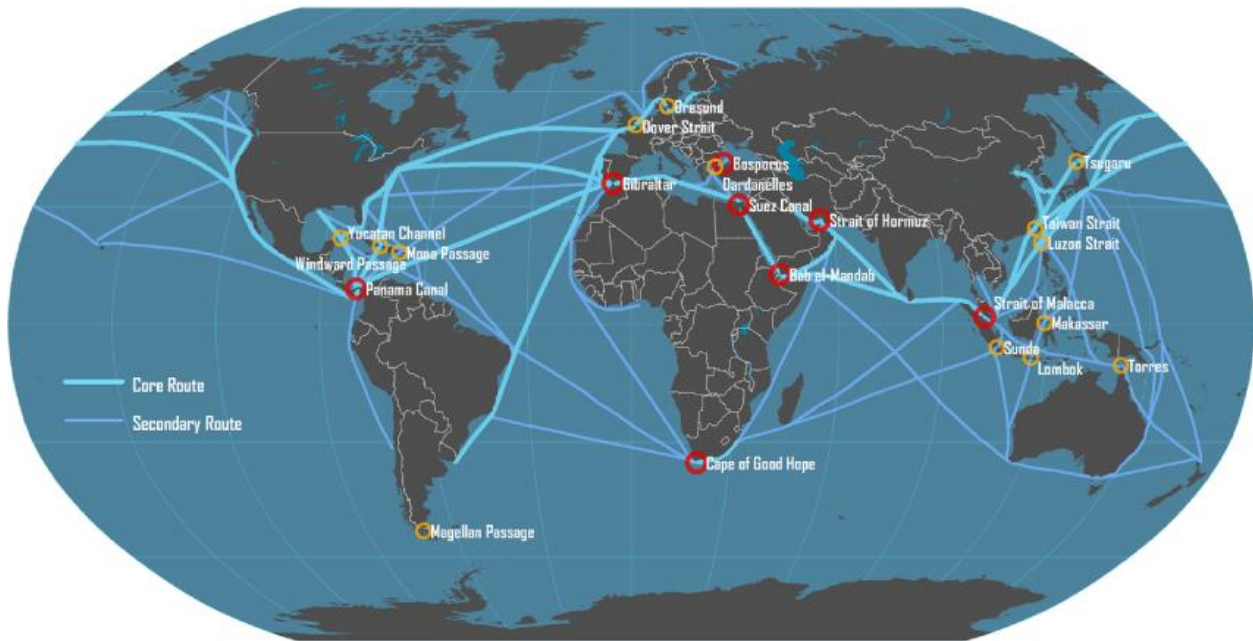 Oresund
Dover Strait
Bosporus
Tsugaru
Gibraltar
Dardanelles
Suez Canal
Strait of Hormuz
Taiwan Strait
Yucatan Channel
Luzon Strait
Windward Passage
Mona Passage
Bab el-Mandab
Panama Canal
Strait of Malacca
Makassar
Sunda
Lombok
Torres
Core Route
Secondary Route
Cape of Good Hope
Magellan Passage